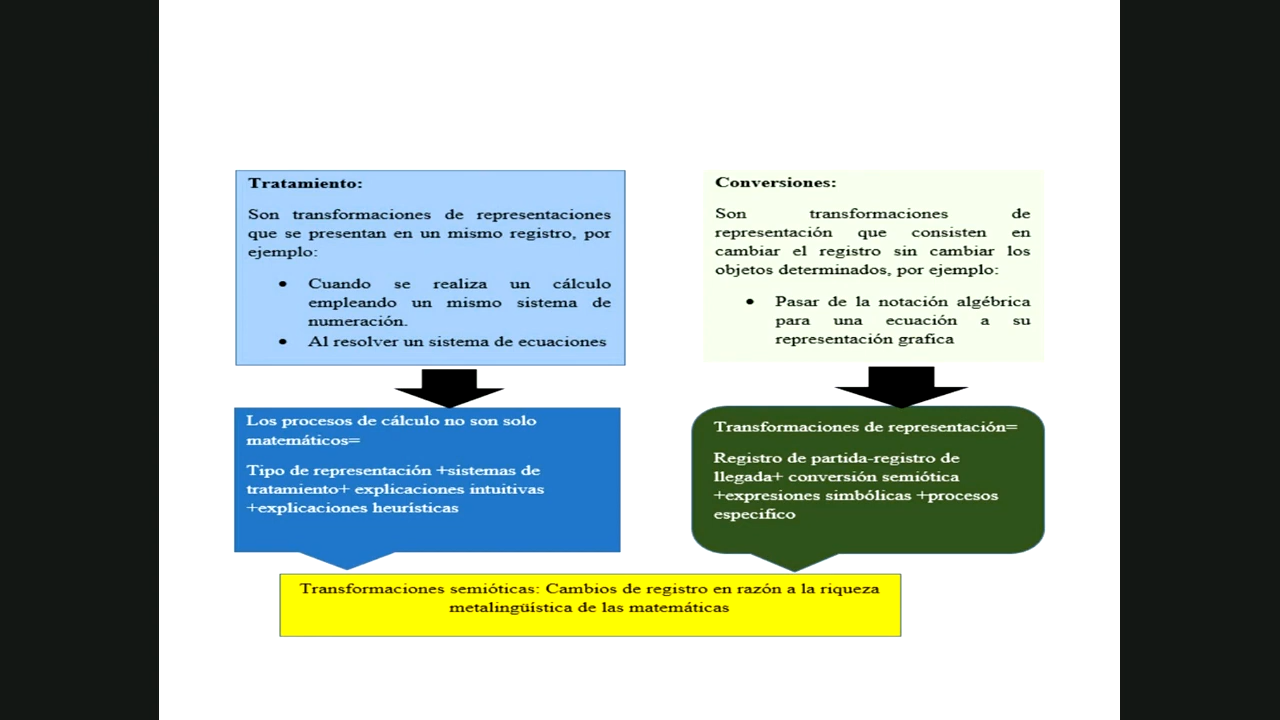 Tratamiento:
Son transformaciones de representaciones
que se presentan en un mismo registro, por
ejemplo:
• Cuando se realiza un cálculo
empleando un mismo sistema de
numeración.
• Al resolver un sistema de ecuaciones
Los procesos de cálculo no son solo
matemáticos=
Tipo de representación +sistemas de
tratamiento+ explicaciones intuitivas
+explicaciones heurísticas
Conversiones:
Son transformaciones de
representación que consisten en
cambiar el registro sin cambiar los
objetos determinados, por ejemplo:
• Pasar de la notación algébrica
para una ecuación a su
representación grafica
Transformaciones de representación=
Registro de partida-registro de
llegada+ conversión semiótica
+expresiones simbólicas +procesos
especifico
Transformaciones semióticas: Cambios de registro en razón a la riqueza
metalingüística de las matemáticas